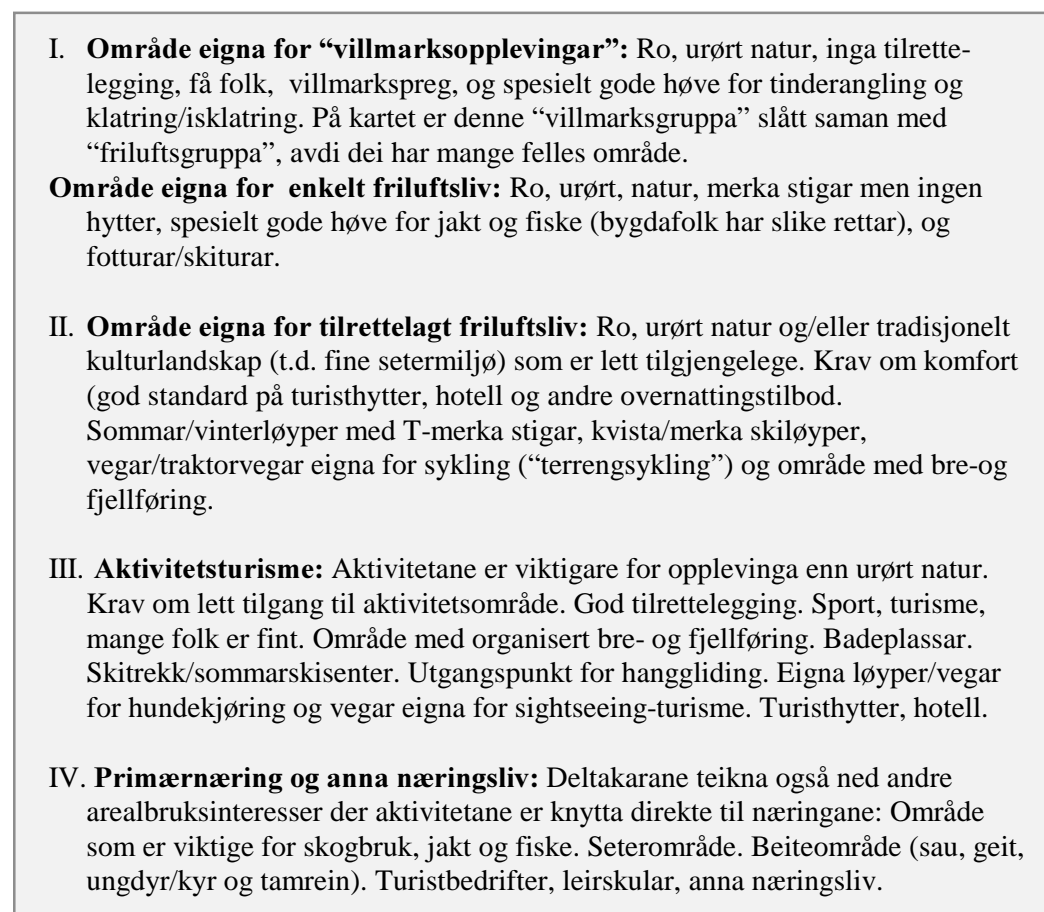 I. Område eigna for “villmarksopplevingar”: Ro, urørt natur, inga tilrette-
legging, få folk, villmarkspreg, og spesielt gode høve for tinderangling og
klatring/isklatring. På kartet er denne “villmarksgruppa” slått saman med
“friluftsgruppa”, avdi dei har mange felles område.
Område eigna for enkelt friluftsliv: Ro, urørt, natur, merka stigar men ingen
hytter, spesielt gode høve for jakt og fiske (bygdafolk har slike rettar), og
fotturar/skiturar.
II. Område eigna for tilrettelagt friluftsliv: Ro, urørt natur og/eller tradisjonelt
kulturlandskap (t.d. fine setermiljø) som er lett tilgjengelege. Krav om komfort
(god standard på turisthytter, hotell og andre overnattingstilbod.
Sommar/vinterløyper med T-merka stigar, kvista/merka skiløyper,
vegar/traktorvegar eigna for sykling (“terrengsykling”) og område med bre-og
fjellføring.
III. Aktivitetsturisme: Aktivitetane er viktigare for opplevinga enn urørt natur.
Krav om lett tilgang til aktivitetsområde. God tilrettelegging. Sport, turisme,
mange folk er fint. Område med organisert bre- og fjellføring. Badeplassar.
Skitrekk/sommarskisenter. Utgangspunkt for hanggliding. Eigna løyper/vegar
for hundekjøring og vegar eigna for sightseeing-turisme. Turisthytter, hotell.
IV. Primærnæring og anna næringsliv: Deltakarane teikna også ned andre
arealbruksinteresser der aktivitetane er knytta direkte til næringane: Område
som er viktige for skogbruk, jakt og fiske. Seterområde. Beiteområde (sau, geit,
ungdyr/kyr og tamrein). Turistbedrifter, leirskular, anna næringsliv.